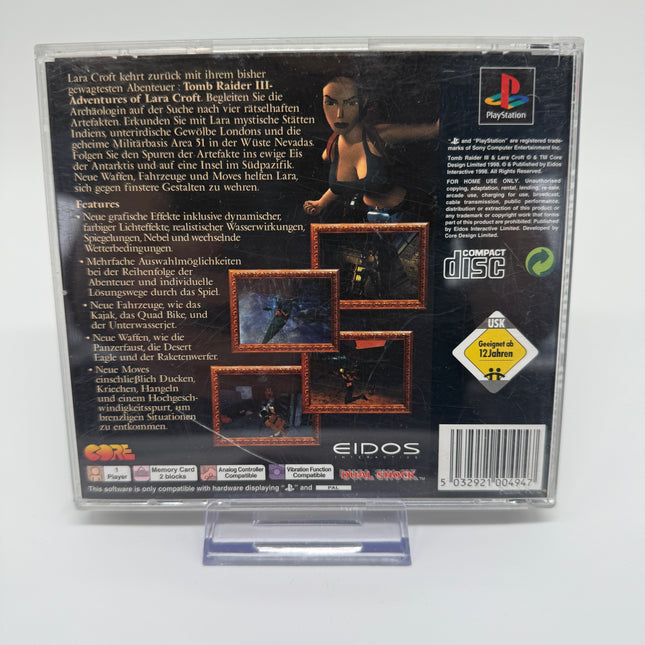 Lara Croft kehrt zurück mit ihrem bisher
gewagtesten Abenteuer : Tomb Raider III-
Adventures of Lara Croft. Begleiten Sie die
Archäologin auf der Suche nach vier rätselhaften
Artefakten. Erkunden Sie mit Lara mystische Stätten
Indiens, unterirdische Gewölbe Londons und die
geheime Militärbasis Area 51 in der Wüste Nevadas.
Folgen Sie den Spuren der Artefakte ins ewige Eis
der Antarktis und auf eine Insel im Südpazifik.
Neue Waffen, Fahrzeuge und Moves helfen Lara,
sich gegen finstere Gestalten zu wehren.
Features
• Neue grafische Effekte inklusive dynamischer,
farbiger Lichteffekte, realistischer Wasserwirkungen,
Spiegelungen, Nebel und wechselnde
Wetterbedingungen.
• Mehrfache Auswahlmöglichkeiten
bei der Reihenfolge der
Abenteuer und individuelle
Lösungswege durch das Spiel.
• Neue Fahrzeuge, wie das
Kajak, das Quad Bike, und
der Unterwasserjet.
• Neue Waffen, wie die
Panzerfaust, die Desert
Eagle und der Raketenwerfer.
• Neue Moves
einschließlich Ducken,
Kriechen, Hangeln
und einem Hochgesch-
windigkeitsspurt, um
brenzligen Situationen
zu entkommen.
PlayStation
"PS" and "PlayStation" are registered trade-
marks of Sony Computer Entertainment Inc.
Tomb Raider III & Lara Croft © & TM Core
Design Limited 1998. © & Published by Eidos
Interactive 1998. All Rights Reserved.
FOR HOME USE ONLY. Unauthorised
copying, adaptation, rental, lending, re-sale,
arcade use, charging for use, broadcast,
cable transmission, public performance,
distribution or extraction of this product or
any trademark or copyright work that forms
part of this product are prohibited. Published
by Eidos Interactive Limited. Developed by
Core Design Limited.
COMPACT
disc
USK
Geeignet ab
12 Jahren
CORE
EIDOS
INTERACTIVE
1
Player
Memory Card
2 blocks
Analog Controller
Compatible
Vibration Function
Compatible
DUAL SHOCK™
This software is only compatible with hardware displaying "PS" and PAL
5 032921 004947